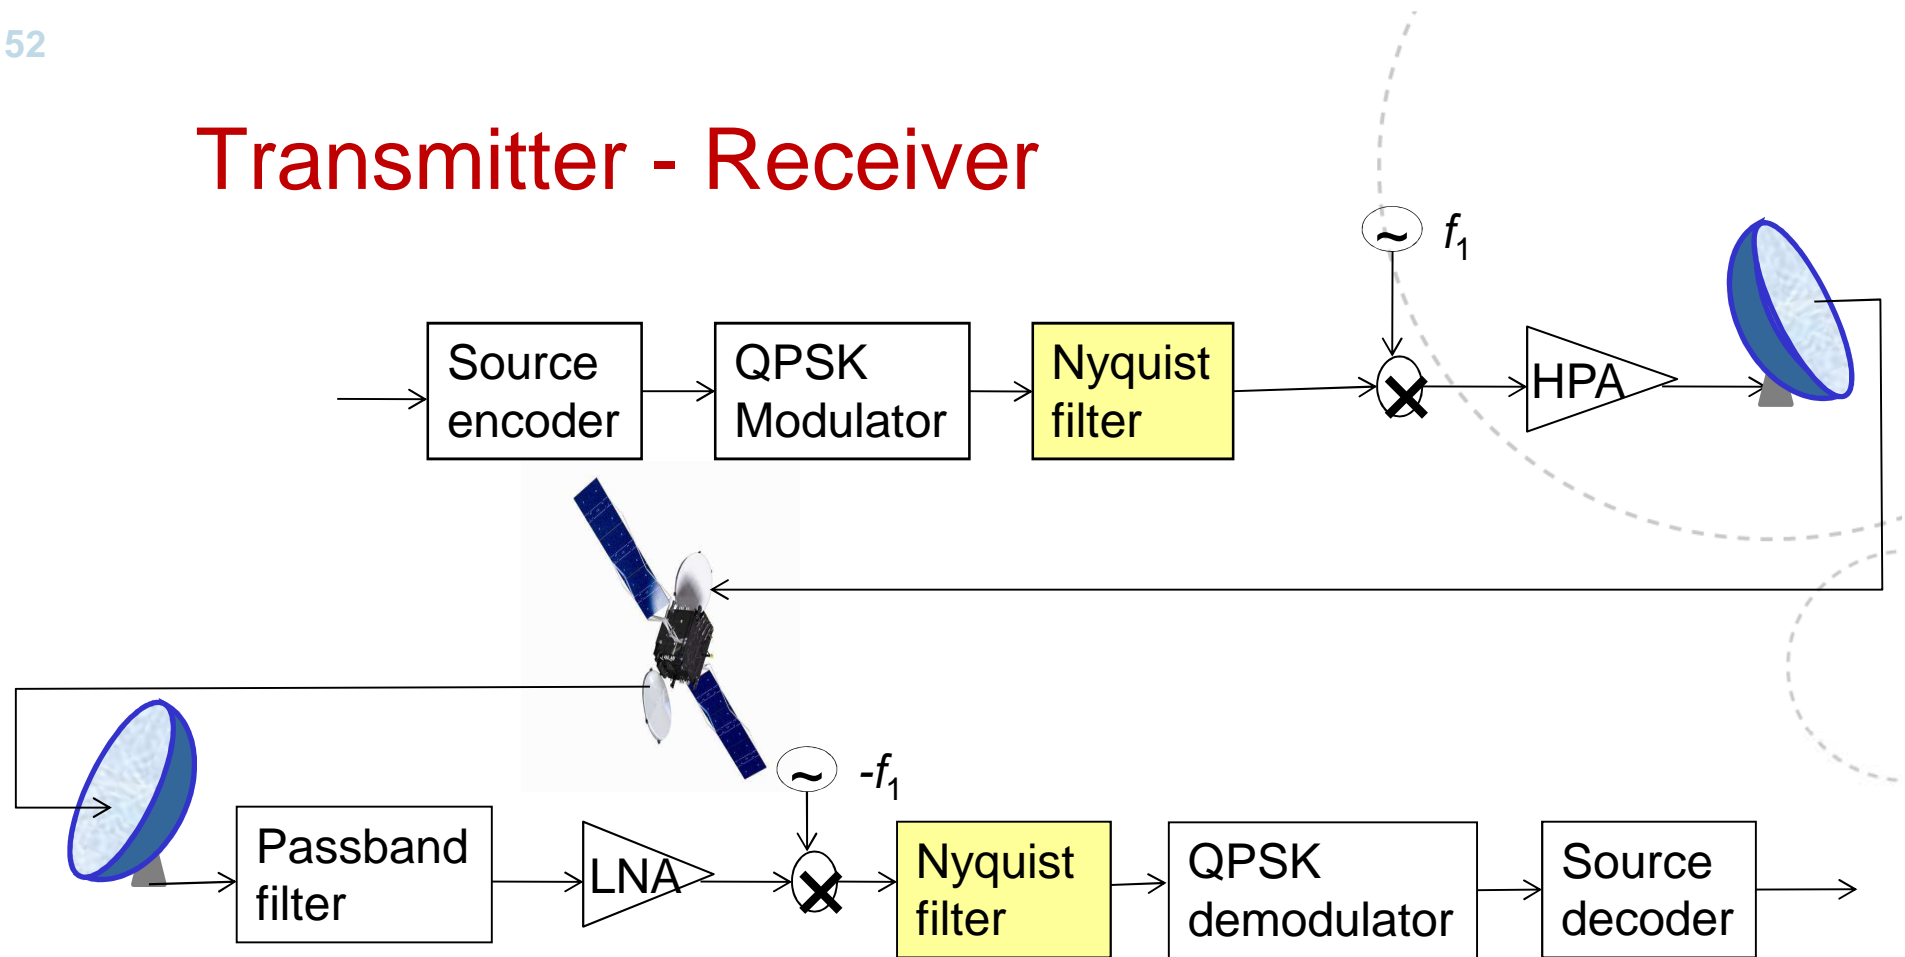 52
Transmitter - Receiver
~ f1
Source
encoder
QPSK
Modulator
Nyquist
filter
HPA
~ -f1
Passband
filter
LNA
Nyquist
filter
QPSK
demodulator
Source
decoder